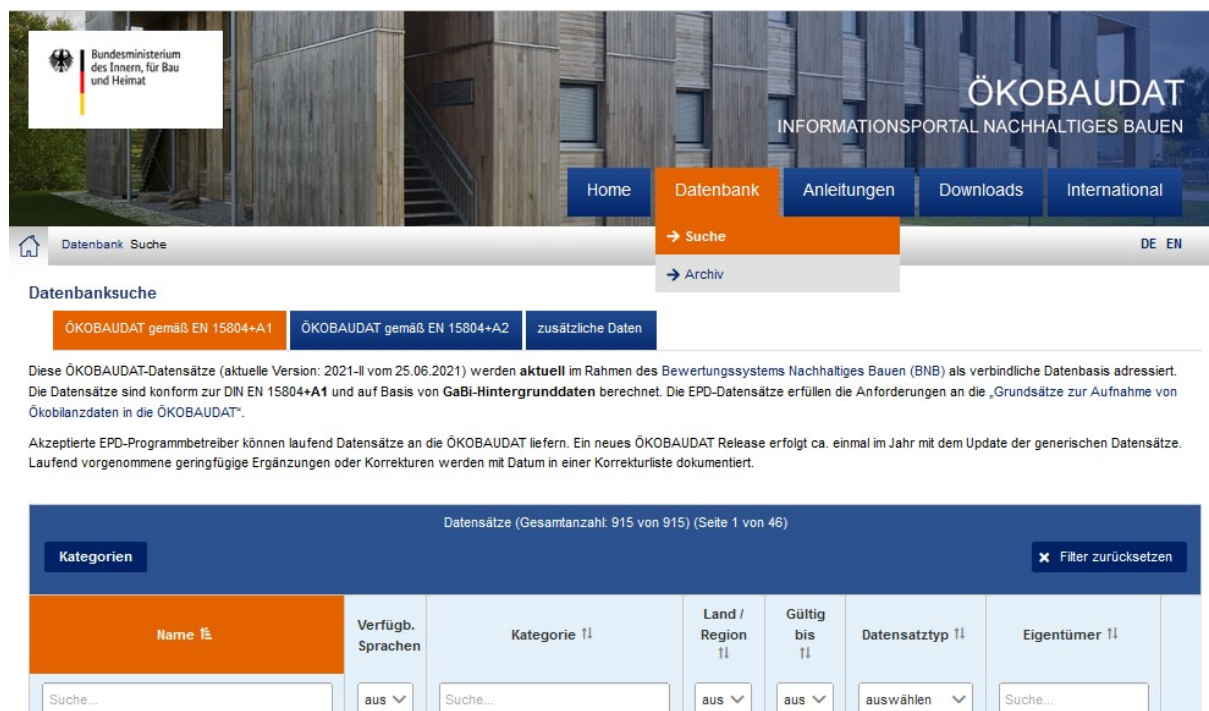 Bundesministerium
des Innern, für Bau
und Heimat
ÖKOBAUDAT
INFORMATIONSPORTAL NACHHALTIGES BAUEN
Home Datenbank Anleitungen Downloads International
Datenbank Suche
→ Suche
DE EN
→ Archiv
Datenbanksuche
ÖKOBAUDAT gemäß EN 15804+A1 ÖKOBAUDAT gemäß EN 15804+A2 zusätzliche Daten
Diese ÖKOBAUDAT-Datensätze (aktuelle Version: 2021-II vom 25.06.2021) werden aktuell im Rahmen des Bewertungssystems Nachhaltiges Bauen (BNB) als verbindliche Datenbasis adressiert.
Die Datensätze sind konform zur DIN EN 15804+A1 und auf Basis von GaBi-Hintergrunddaten berechnet. Die EPD-Datensätze erfüllen die Anforderungen an die „Grundsätze zur Aufnahme von
Ökobilanzdaten in die ÖKOBAUDAT“.
Akzeptierte EPD-Programmbetreiber können laufend Datensätze an die ÖKOBAUDAT liefern. Ein neues ÖKOBAUDAT Release erfolgt ca. einmal im Jahr mit dem Update der generischen Datensätze.
Laufend vorgenommene geringfügige Ergänzungen oder Korrekturen werden mit Datum in einer Korrekturliste dokumentiert.
Datensätze (Gesamtanzahl: 915 von 915) (Seite 1 von 46)
Kategorien
Filter zurücksetzen
Name
Verfügb.
Sprachen
Kategorie
Land /
Region
Gültig
bis
Datensatztyp
Eigentümer
Suche... aus Suche... aus aus auswählen Suche...